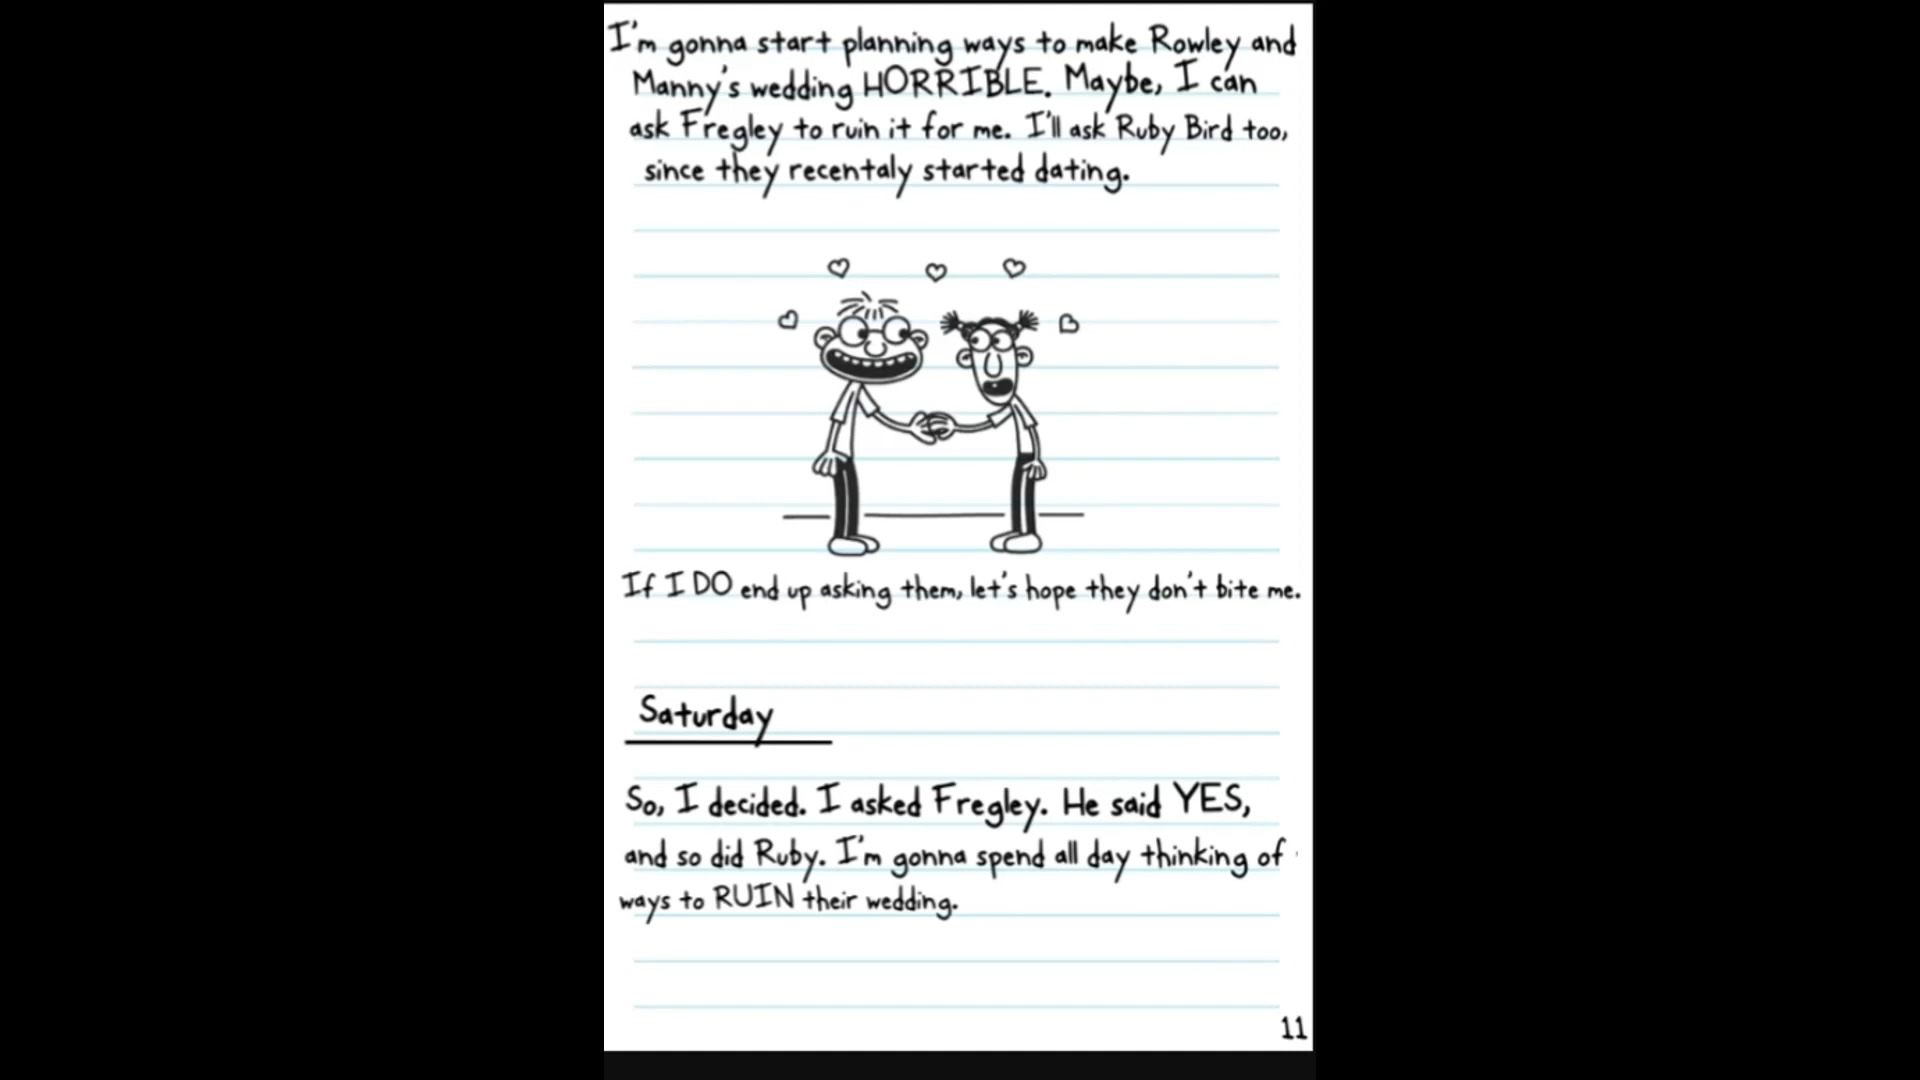 I'm gonna start planning ways to make Rowley and
Manny's wedding HORRIBLE. Maybe, I can
ask Fregley to ruin it for me. I'll ask Ruby Bird too,
since they recentaly started dating.
If I DO end up asking them, let's hope they don't bite me.
Saturday
So, I decided. I asked Fregley. He said YES,
and so did Ruby. I'm gonna spend all day thinking of
ways to RUIN their wedding.
11